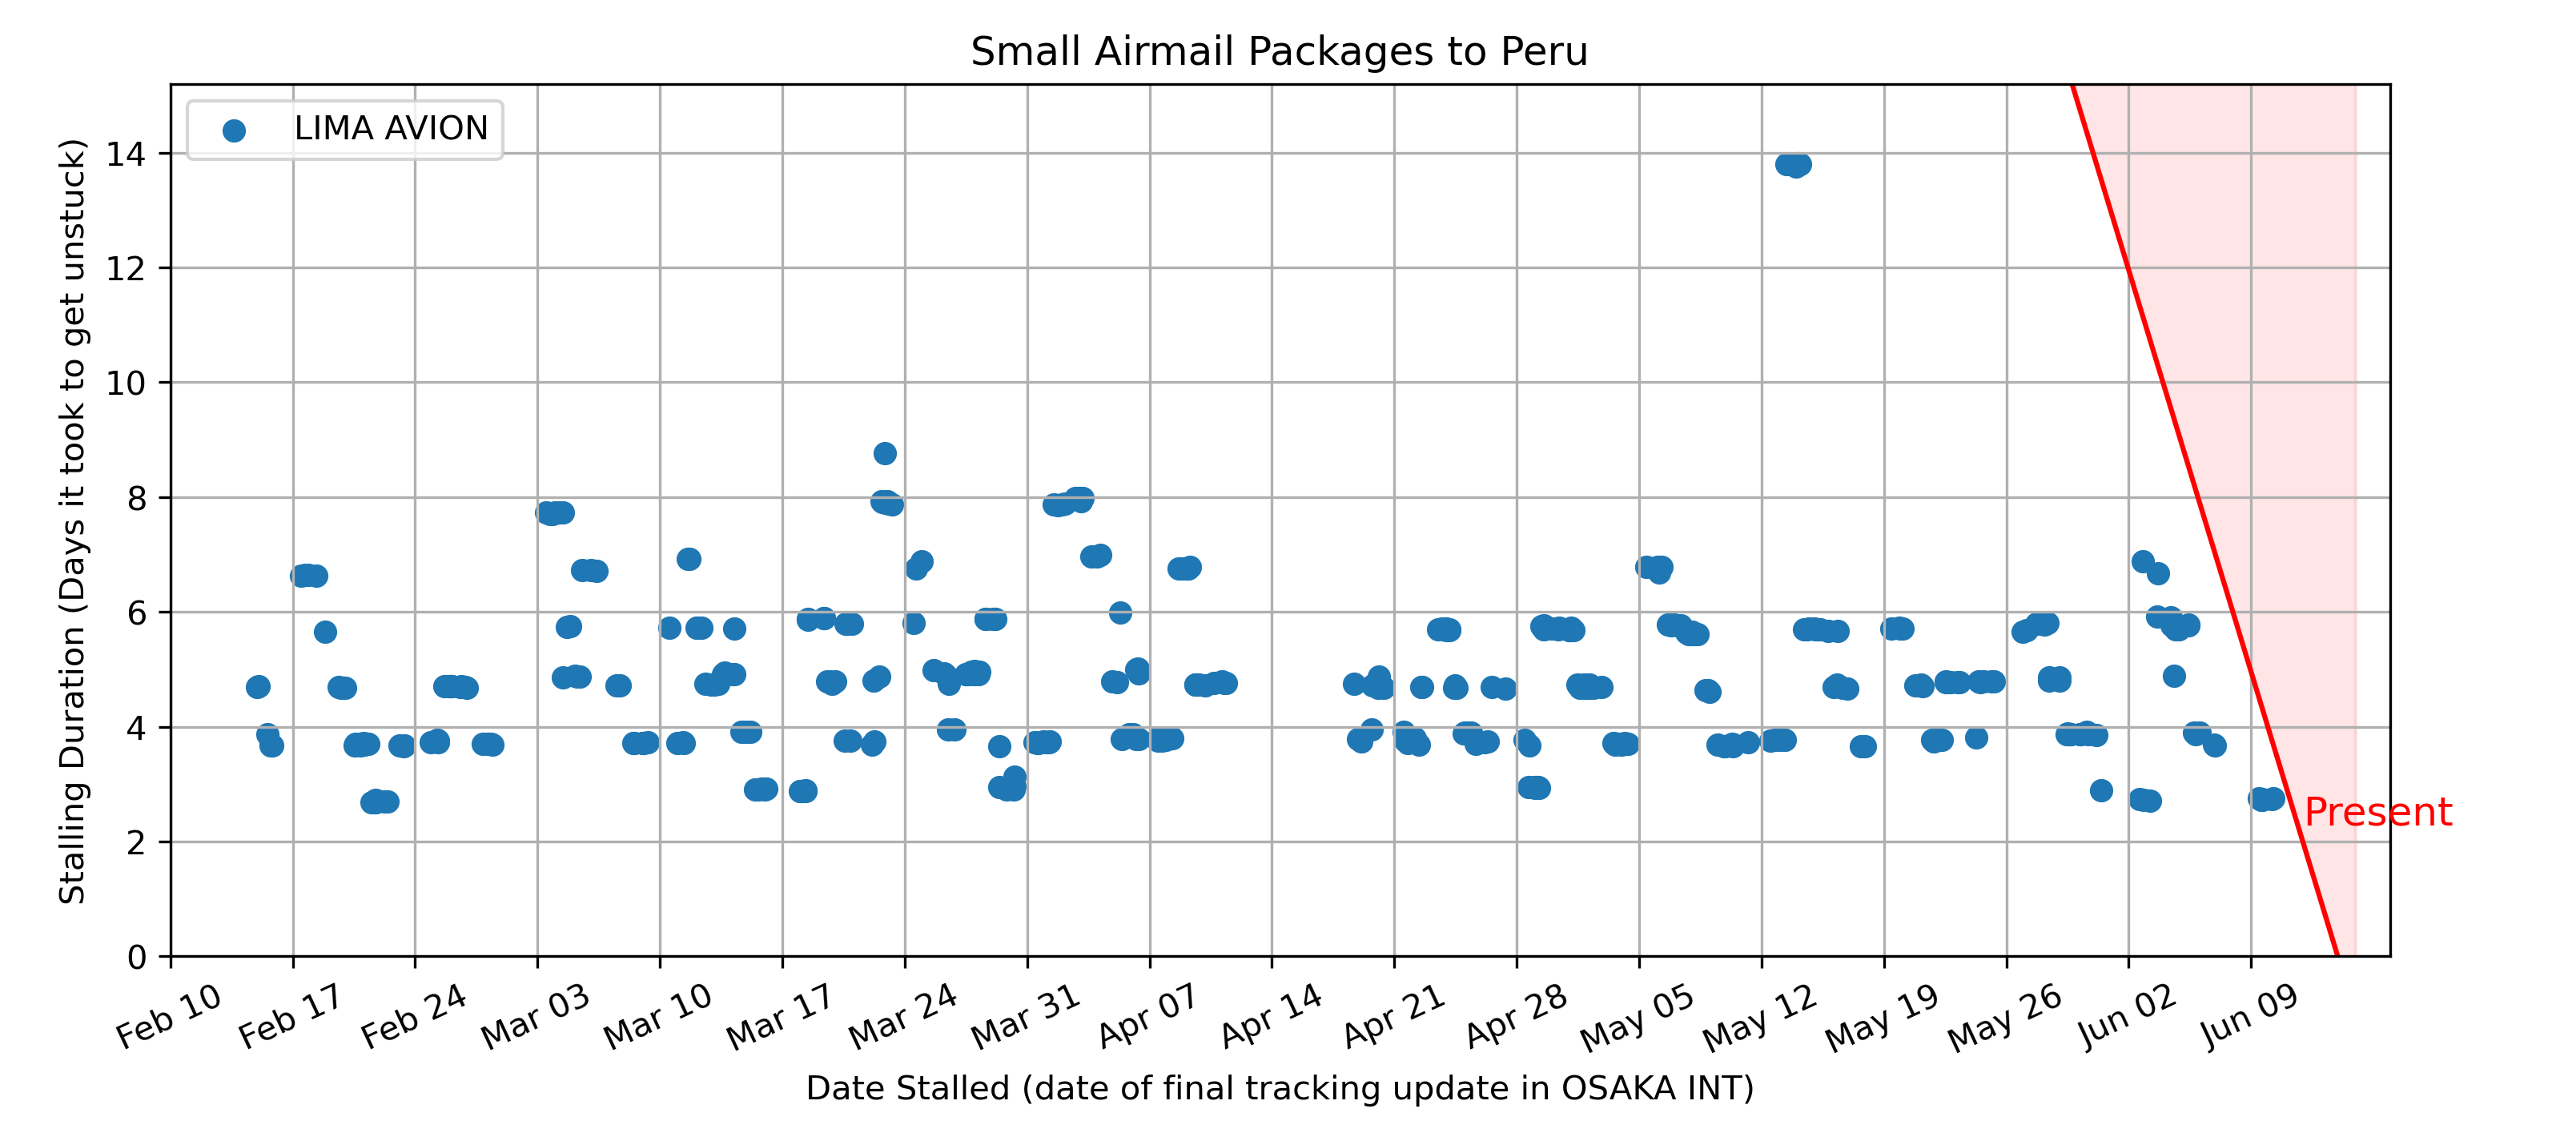 Small Airmail Packages to Peru
LIMA AVION
Stalling Duration (Days it took to get unstuck)
14
12
10
8
6
4
2
0
Present
Feb 10
Feb 17
Feb 24
Mar 03
Mar 10
Mar 17
Mar 24
Mar 31
Apr 07
Apr 14
Apr 21
Apr 28
May 05
May 12
May 19
May 26
Jun 02
Jun 09
Date Stalled (date of final tracking update in OSAKA INT)